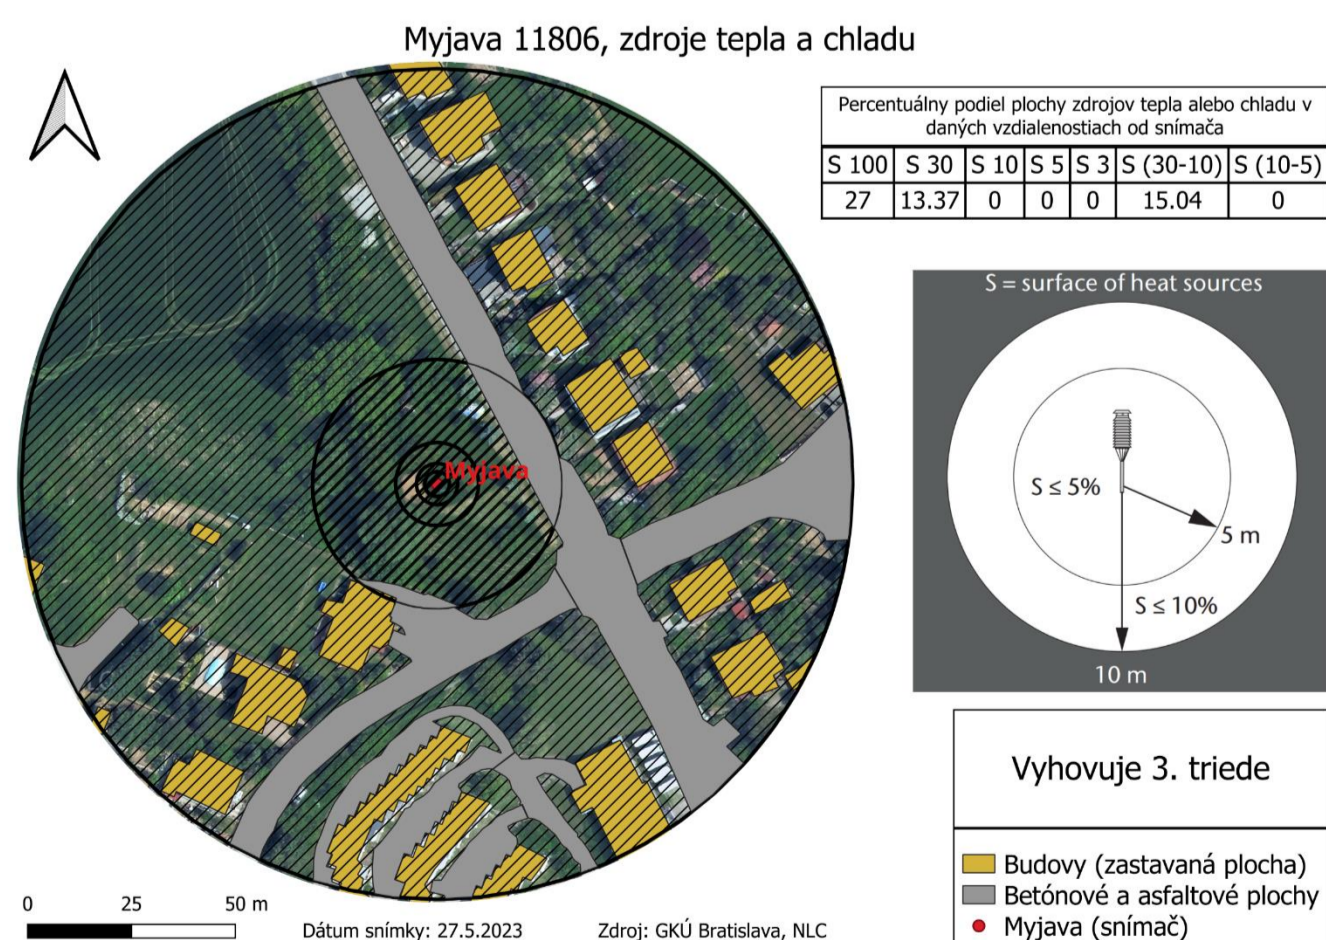 Myjava 11806, zdroje tepla a chladu
Percentuálny podiel plochy zdrojov tepla alebo chladu v
daných vzdialenostiach od snímača
S 100 S 30 S 10 S 5 S 3 S (30-10) S (10-5)
27 13.37 0 0 0 15.04 0
S = surface of heat sources
S ≤ 5%
5 m
S ≤ 10%
10 m
Myjava
Vyhovuje 3. triede
Budovy (zastavaná plocha)
Betónové a asfaltové plochy
Myjava (snímač)
0 25 50 m
Dátum snímky: 27.5.2023
Zdroj: GKÚ Bratislava, NLC